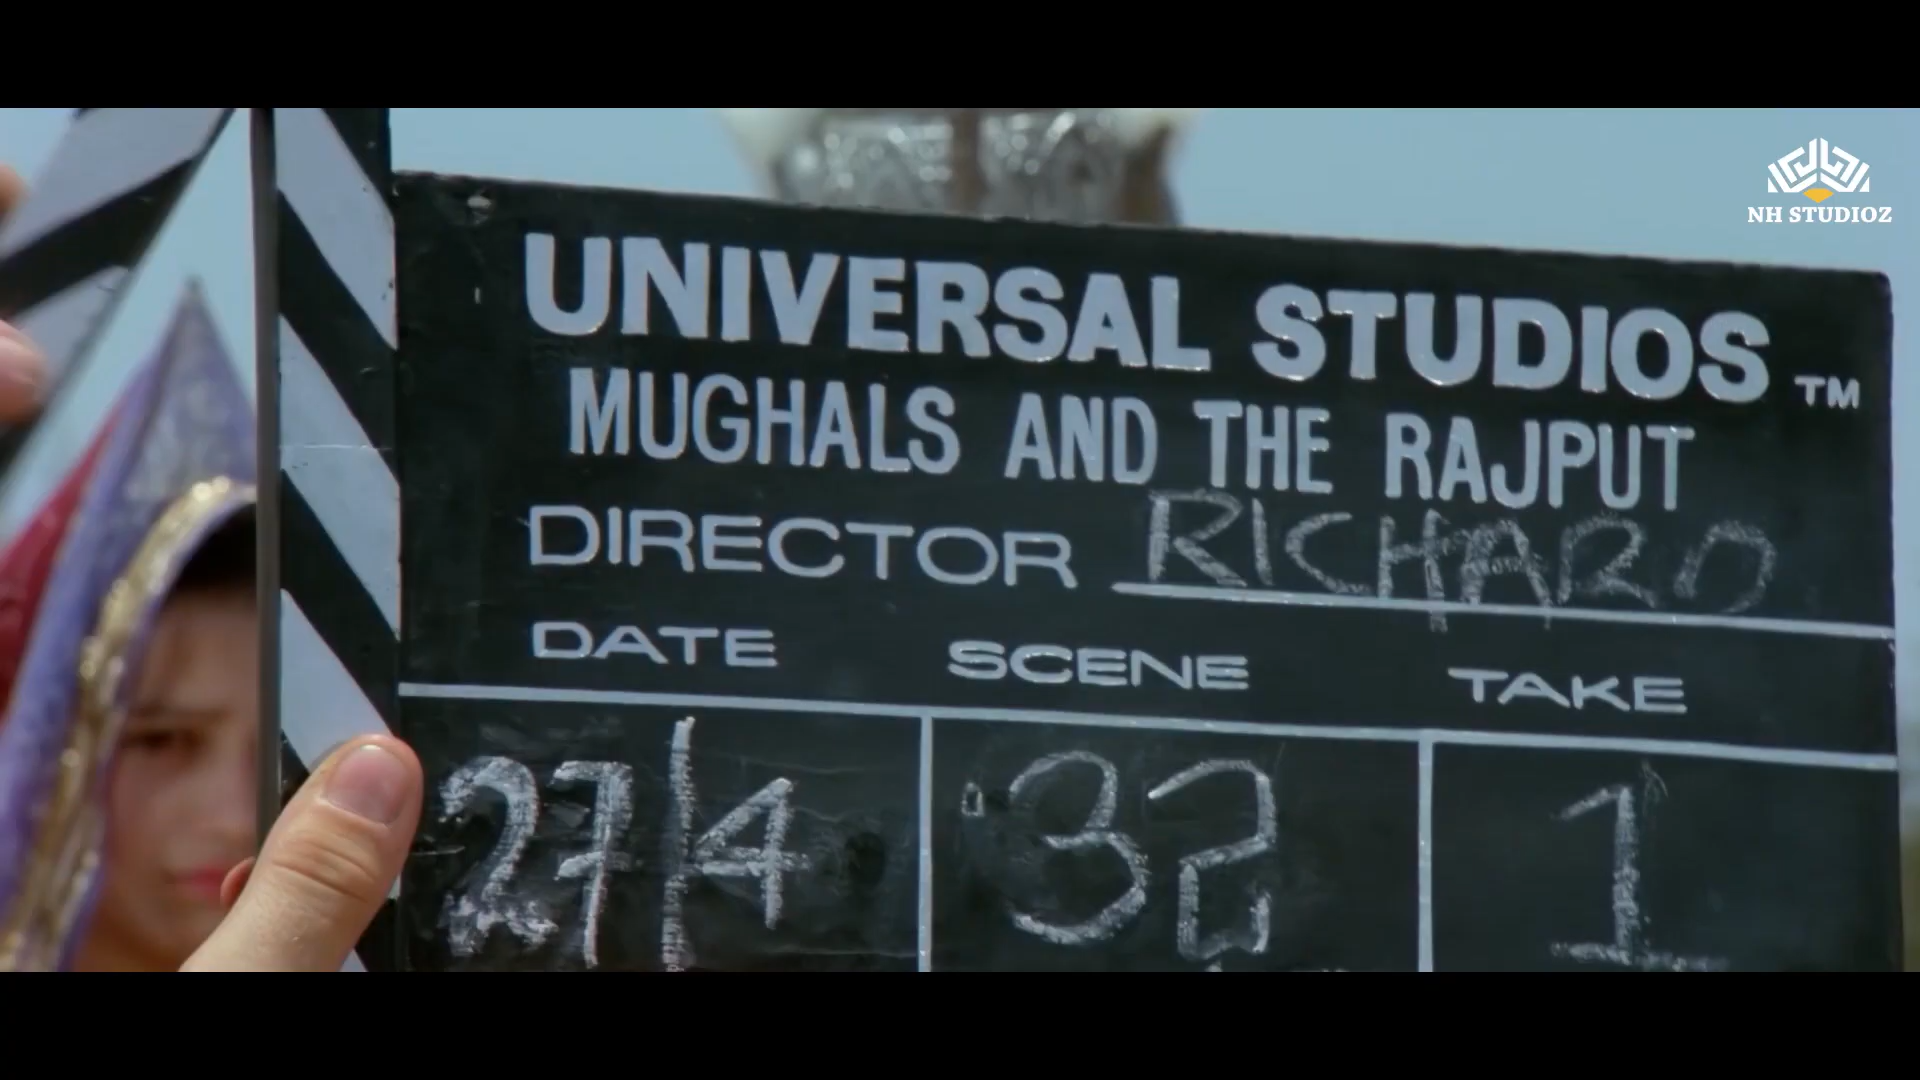 NH STUDIOZ
UNIVERSAL STUDIOS TM
MUGHALS AND THE RAJPUT
DIRECTOR RICHARD
DATE SCENE TAKE
27/4 32 1